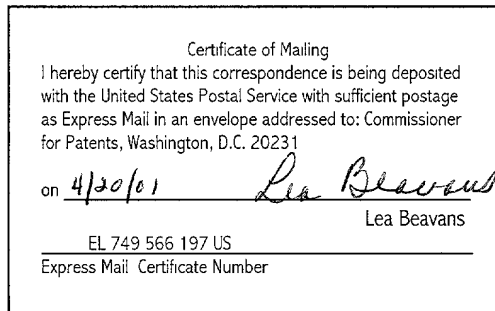 Certificate of Mailing
I hereby certify that this correspondence is being deposited
with the United States Postal Service with sufficient postage
as Express Mail in an envelope addressed to: Commissioner
for Patents, Washington, D.C. 20231
on 4/20/01 Lea Beavans
Lea Beavans
EL 749 566 197 US
Express Mail Certificate Number